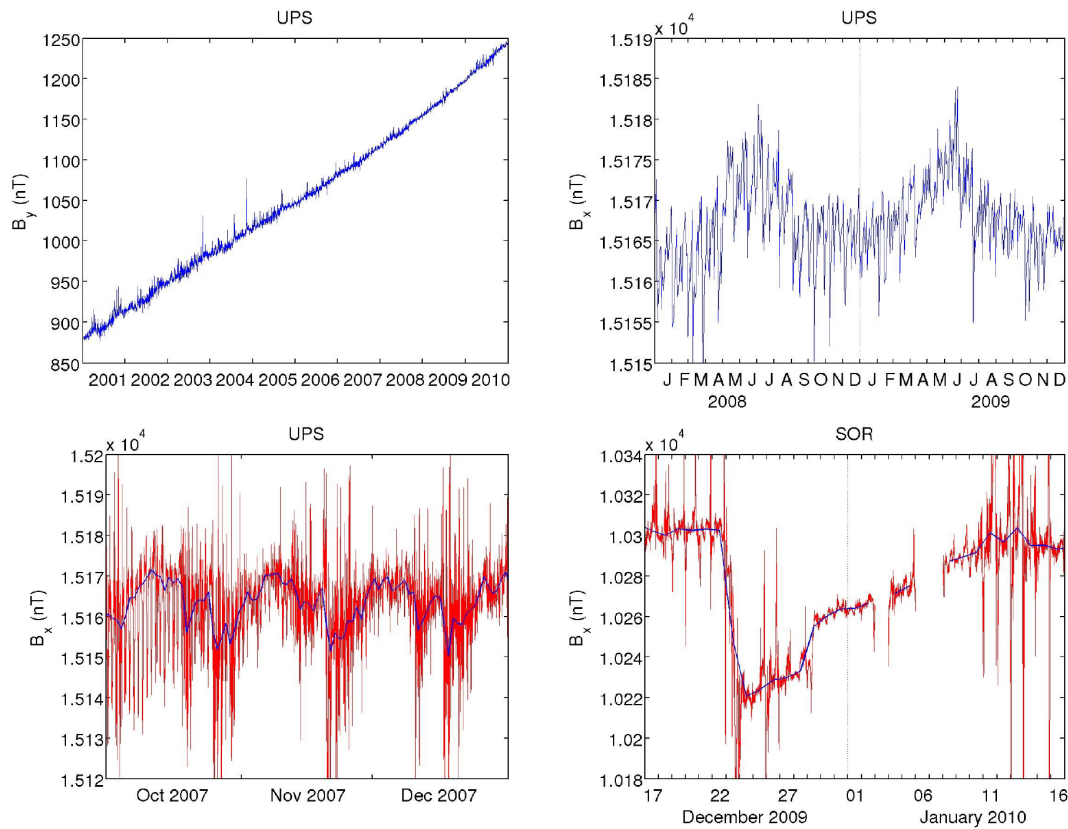 UPS
1250
1200
1150
1100
1050
1000
950
900
850
B_y (nT)
2001 2002 2003 2004 2005 2006 2007 2008 2009 2010
UPS
x 10^4
1.519
1.5185
1.518
1.5175
1.517
1.5165
1.516
1.5155
1.515
B_x (nT)
J F M A M J J A S O N D J F M A M J J A S O N D
2008 2009
UPS
x 10^4
1.52
1.519
1.518
1.517
1.516
1.515
1.514
1.513
1.512
B_x (nT)
Oct 2007 Nov 2007 Dec 2007
SOR
x 10^4
1.034
1.032
1.03
1.028
1.026
1.024
1.022
1.02
1.018
B_x (nT)
17 22 27 01 06 11 16
December 2009 January 2010